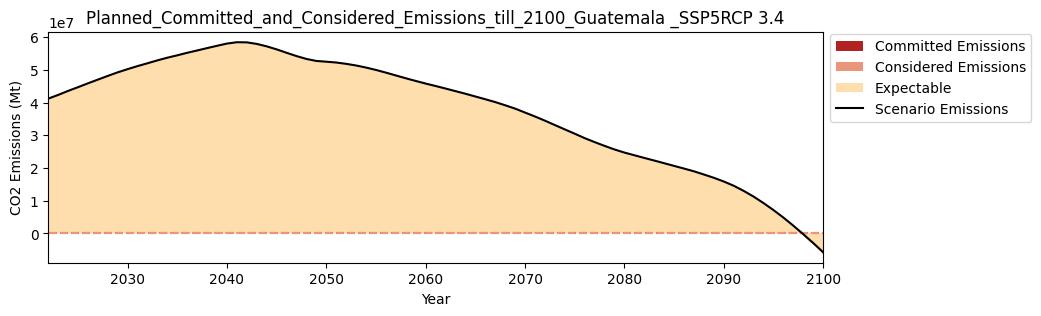 Planned_Committed_and_Considered_Emissions_till_2100_Guatemala _SSP5RCP 3.4
1e7
6
5
4
3
2
1
0
CO2 Emissions (Mt)
2030 2040 2050 2060 2070 2080 2090 2100
Year
Committed Emissions
Considered Emissions
Expectable
Scenario Emissions